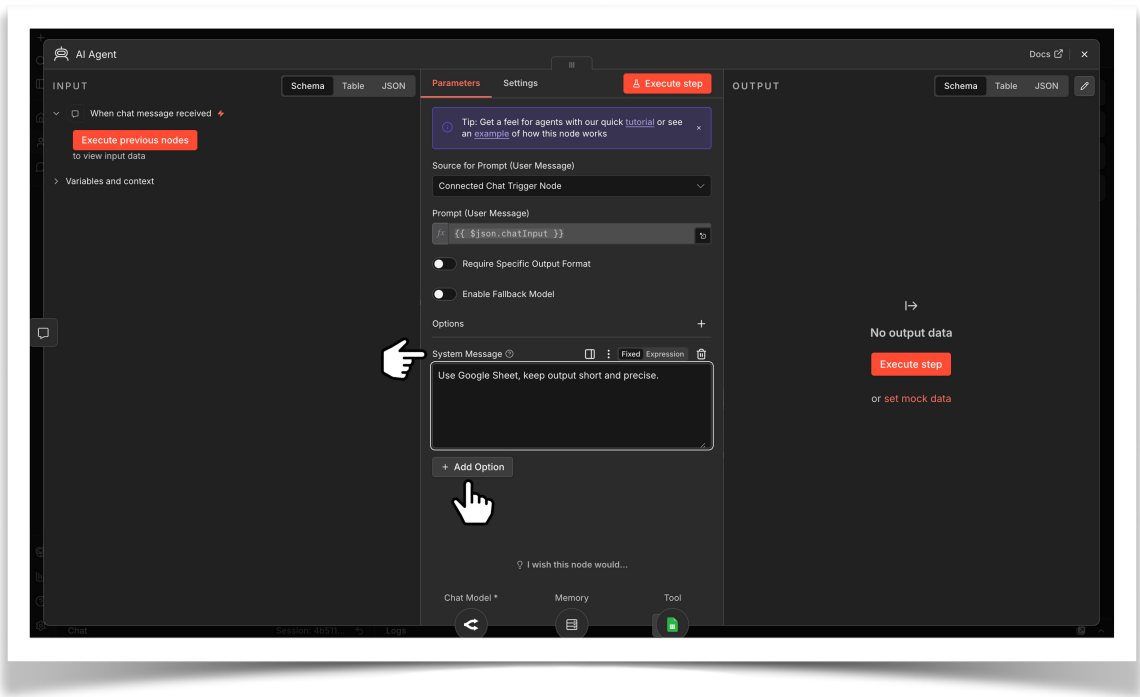 AI Agent
Docs
INPUT
Schema Table JSON
When chat message received
Execute previous nodes
to view input data
Variables and context
Parameters Settings
Execute step
Tip: Get a feel for agents with our quick tutorial or see
an example of how this node works
Source for Prompt (User Message)
Connected Chat Trigger Node
Prompt (User Message)
fx {{ $json.chatInput }}
Require Specific Output Format
Enable Fallback Model
Options
System Message
Fixed Expression
Use Google Sheet, keep output short and precise.
+ Add Option
I wish this node would...
Chat Model * Memory Tool
OUTPUT
Schema Table JSON
No output data
Execute step
or set mock data
Chat Session: 4b511... Logs